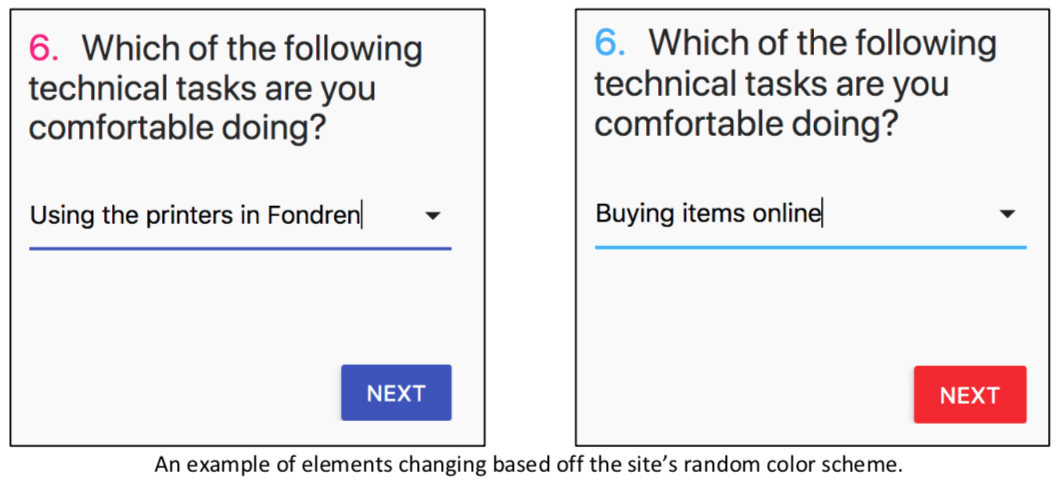 6. Which of the following
technical tasks are you
comfortable doing?
Using the printers in Fondren
NEXT
6. Which of the following
technical tasks are you
comfortable doing?
Buying items online
NEXT
An example of elements changing based off the site's random color scheme.